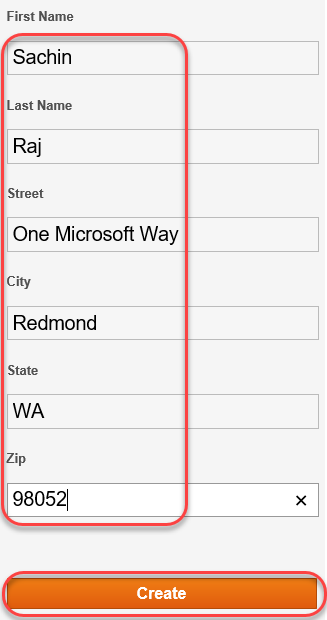 First Name
Sachin
Last Name
Raj
Street
One Microsoft Way
City
Redmond
State
WA
Zip
98052
Create